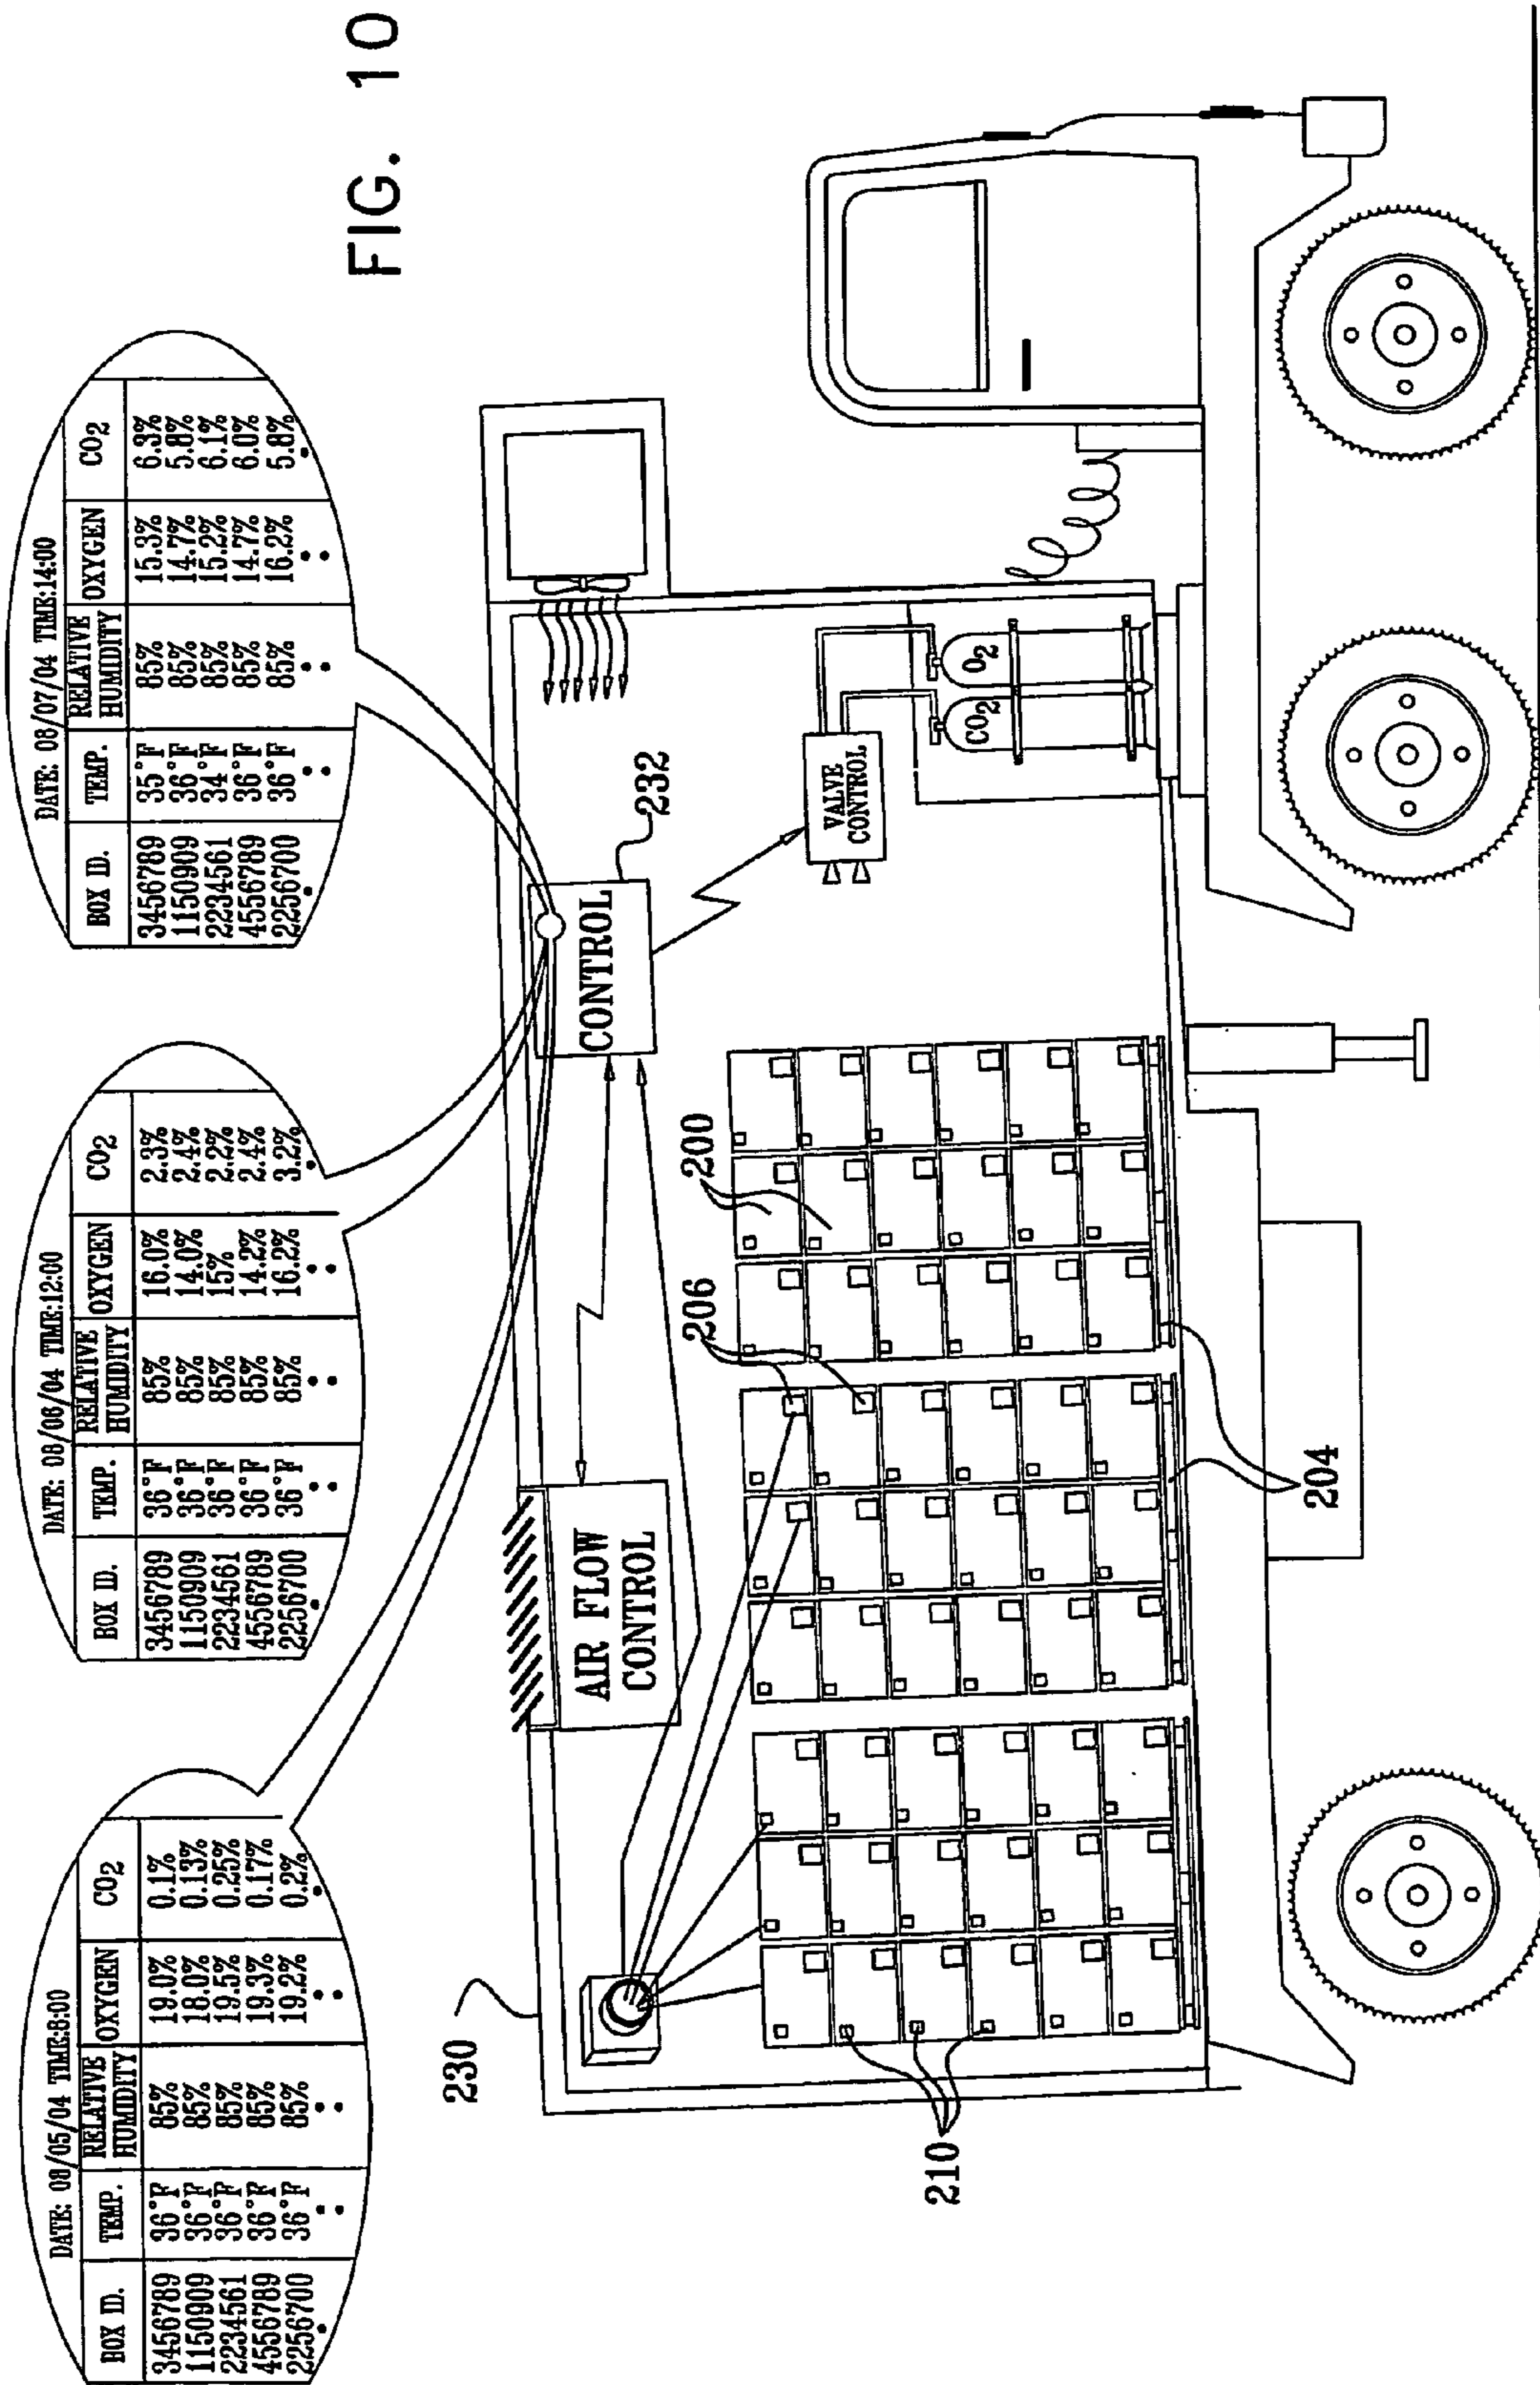 FIG. 10
DATE: 08/05/04 TIME:8:00
BOX ID. TEMP. RELATIVE HUMIDITY OXYGEN CO2
3456789 36°F 85% 19.0% 0.1%
1150909 36°F 85% 18.0% 0.13%
2234561 36°F 85% 19.5% 0.25%
4556789 36°F 85% 19.3% 0.17%
2256700 36°F 85% 19.2% 0.2%
DATE: 08/06/04 TIME:12:00
BOX ID. TEMP. RELATIVE HUMIDITY OXYGEN CO2
3456789 36°F 85% 16.0% 2.3%
1150909 36°F 85% 14.0% 2.4%
2234561 36°F 85% 15% 2.2%
4556789 36°F 85% 14.2% 2.4%
2256700 36°F 85% 16.2% 3.2%
DATE: 08/07/04 TIME:14:00
BOX ID. TEMP. RELATIVE HUMIDITY OXYGEN CO2
3456789 35°F 85% 15.3% 6.3%
1150909 36°F 85% 14.7% 5.8%
2234561 34°F 85% 15.2% 6.1%
4556789 36°F 85% 14.7% 6.0%
2256700 36°F 85% 16.2% 5.8%
230
AIR FLOW
CONTROL
CONTROL
232
VALVE
CONTROL
CO2
O2
206
200
210
204